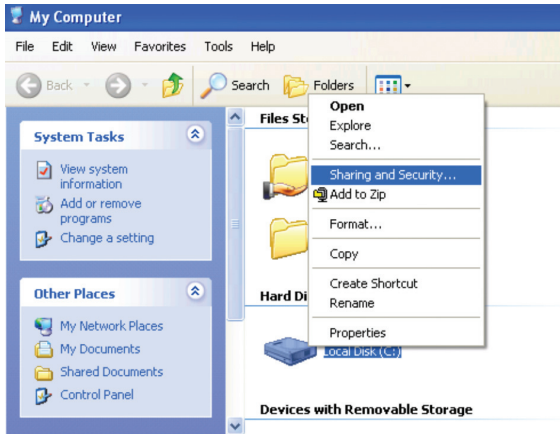 My Computer
File Edit View Favorites Tools Help
Back Search Folders
System Tasks
View system
information
Add or remove
programs
Change a setting
Other Places
My Network Places
My Documents
Shared Documents
Control Panel
Files St
Hard Di
Local Disk (C:)
Devices with Removable Storage
Open
Explore
Search...
Sharing and Security...
Add to Zip
Format...
Copy
Create Shortcut
Rename
Properties